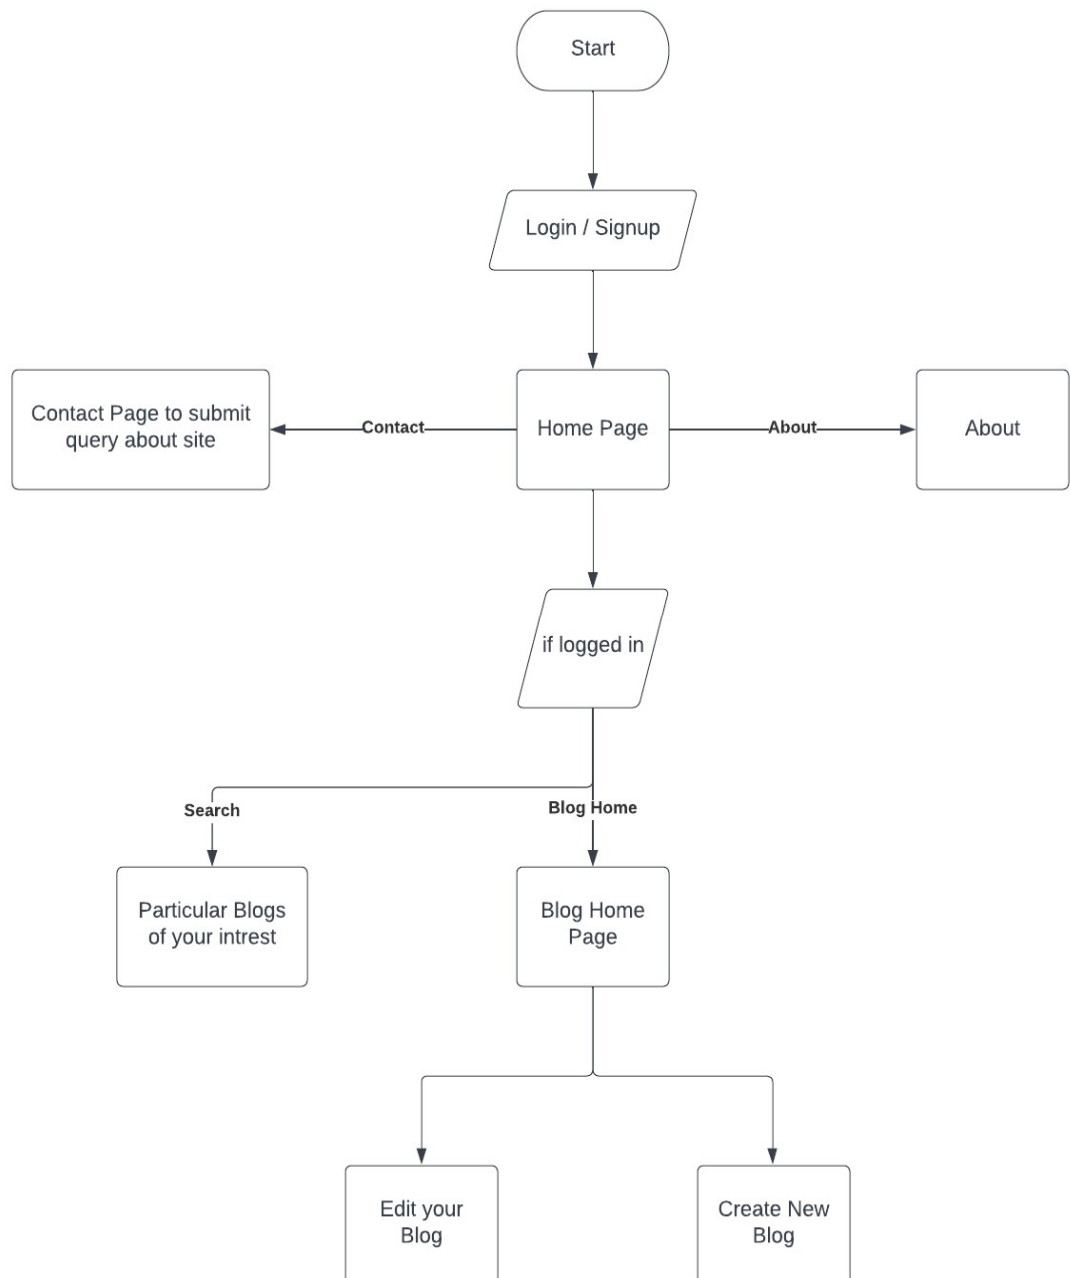 Start
Login / Signup
Contact Page to submit
query about site
Contact
Home Page
About
About
if logged in
Search
Blog Home
Particular Blogs
of your intrest
Blog Home
Page
Edit your
Blog
Create New
Blog